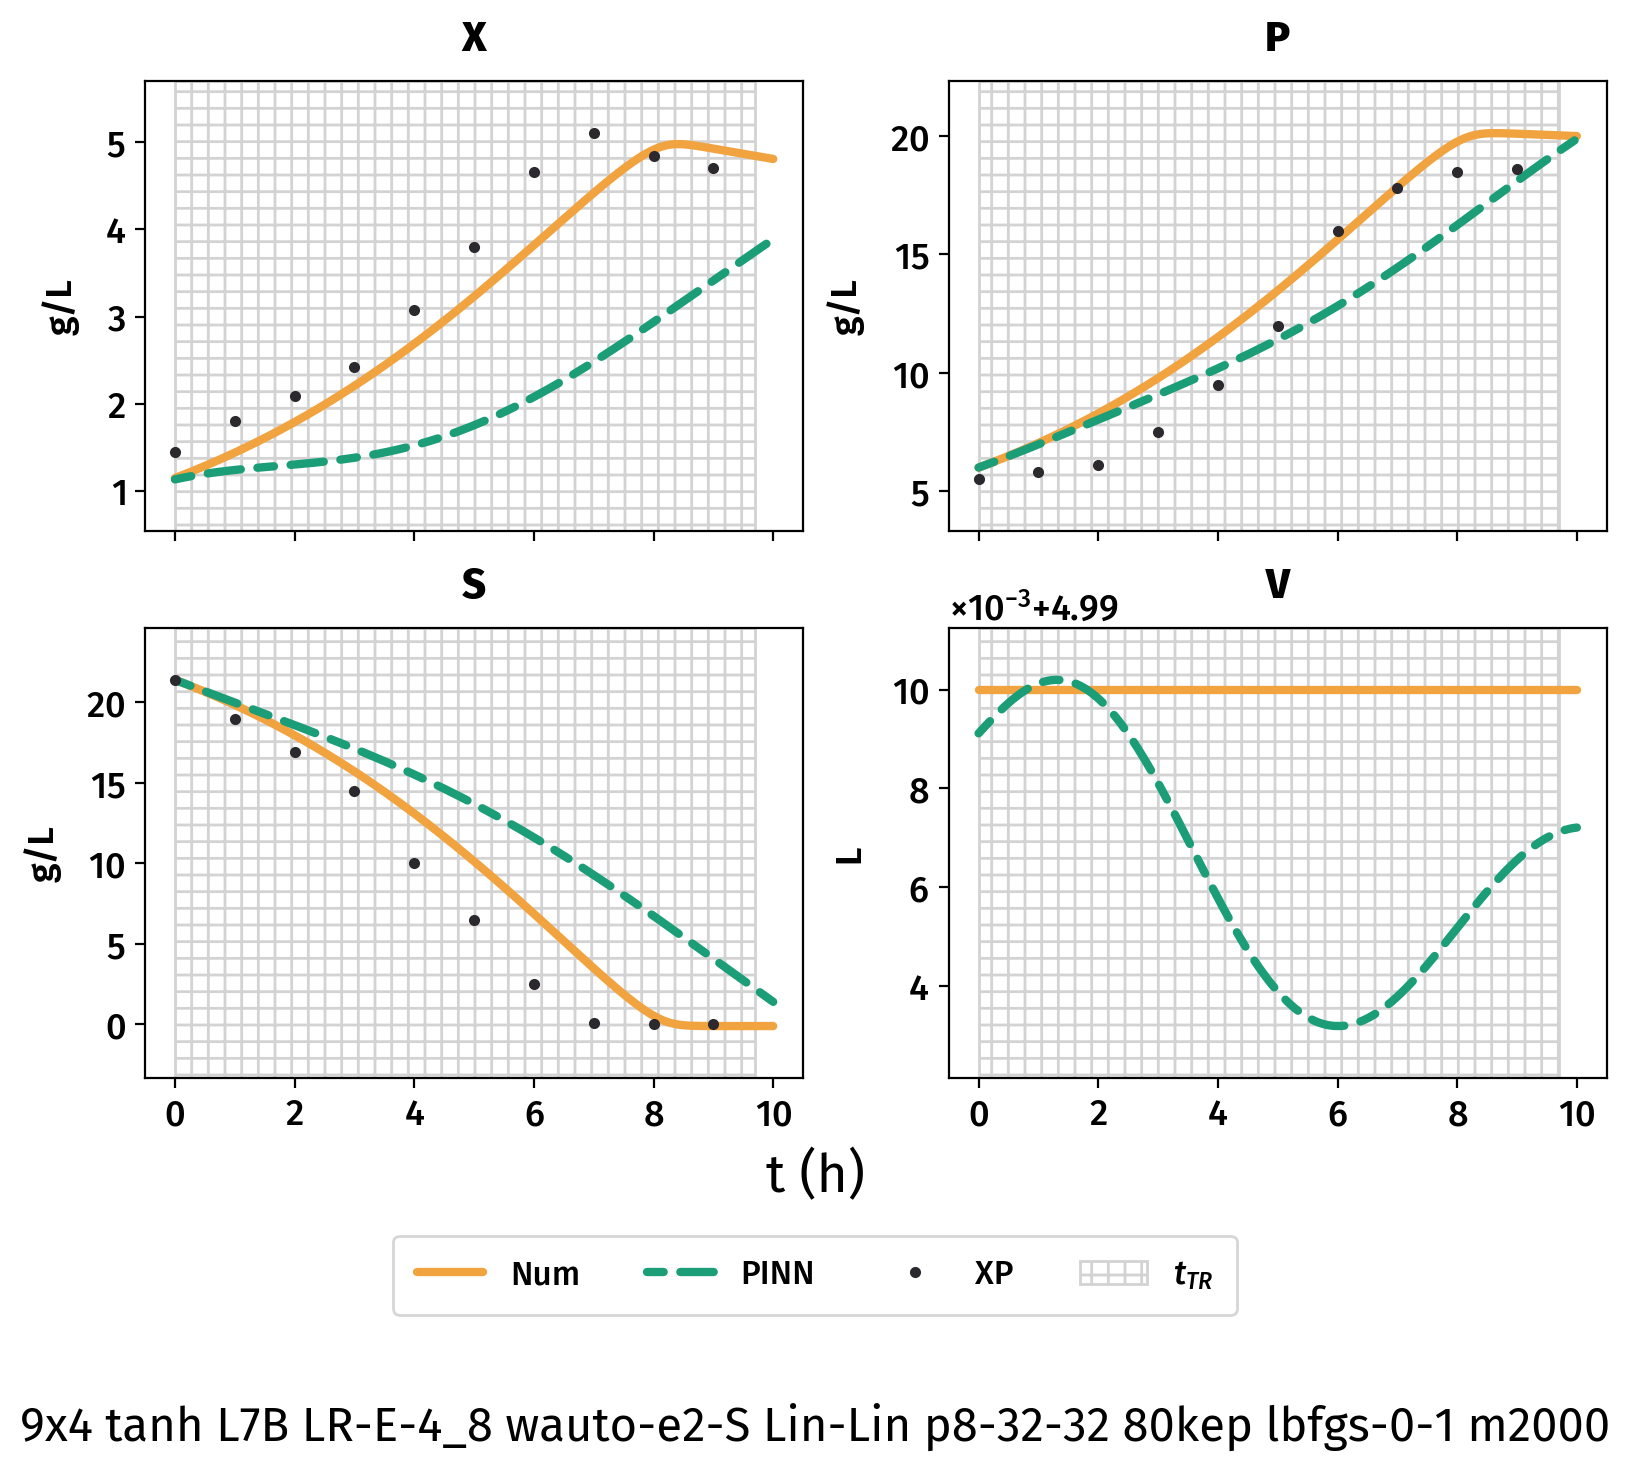 X
P
5
4
3
2
1
g/L
20
15
10
5
g/L
S
V
×10⁻³+4.99
20
15
10
5
0
g/L
10
8
6
4
L
0 2 4 6 8 10
0 2 4 6 8 10
t (h)
Num PINN XP t_TR
9x4 tanh L7B LR-E-4_8 wauto-e2-S Lin-Lin p8-32-32 80kep lbfgs-0-1 m2000